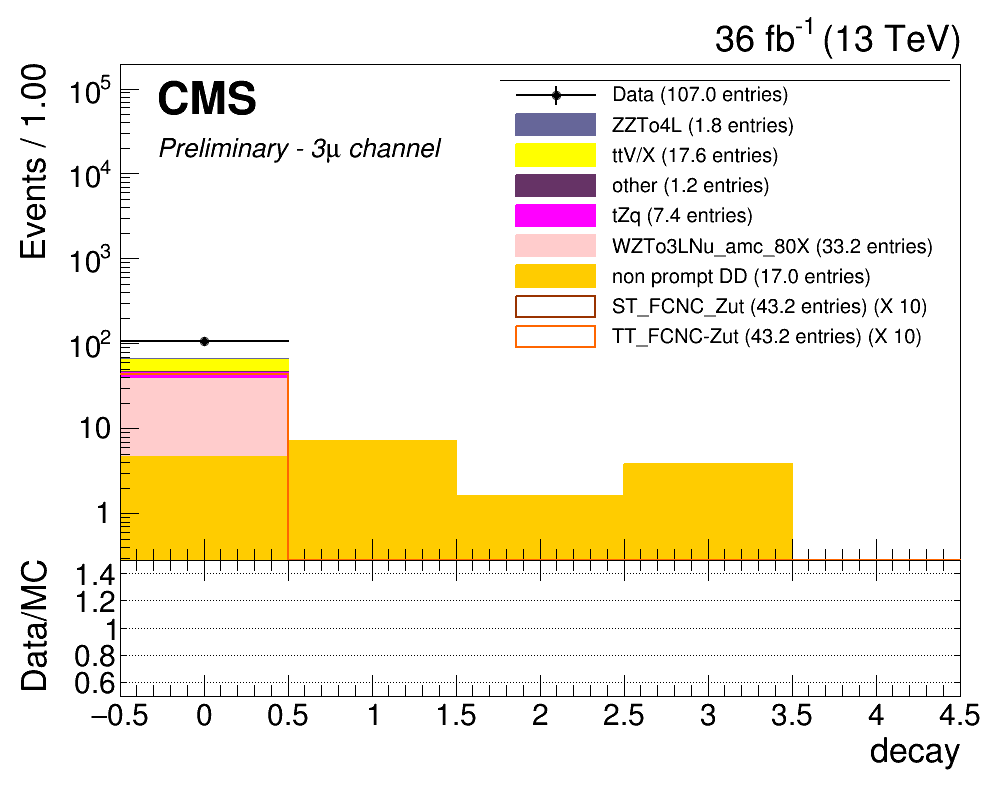 36 fb-1 (13 TeV)
Events / 1.00
CMS
Preliminary - 3μ channel
Data (107.0 entries)
ZZTo4L (1.8 entries)
ttV/X (17.6 entries)
other (1.2 entries)
tZq (7.4 entries)
WZTo3LNu_amc_80X (33.2 entries)
non prompt DD (17.0 entries)
ST_FCNC_Zut (43.2 entries) (X 10)
TT_FCNC-Zut (43.2 entries) (X 10)
10^5
10^4
10^3
10^2
10
1
Data/MC
1.4
1.2
1
0.8
0.6
−0.5 0 0.5 1 1.5 2 2.5 3 3.5 4 4.5
decay